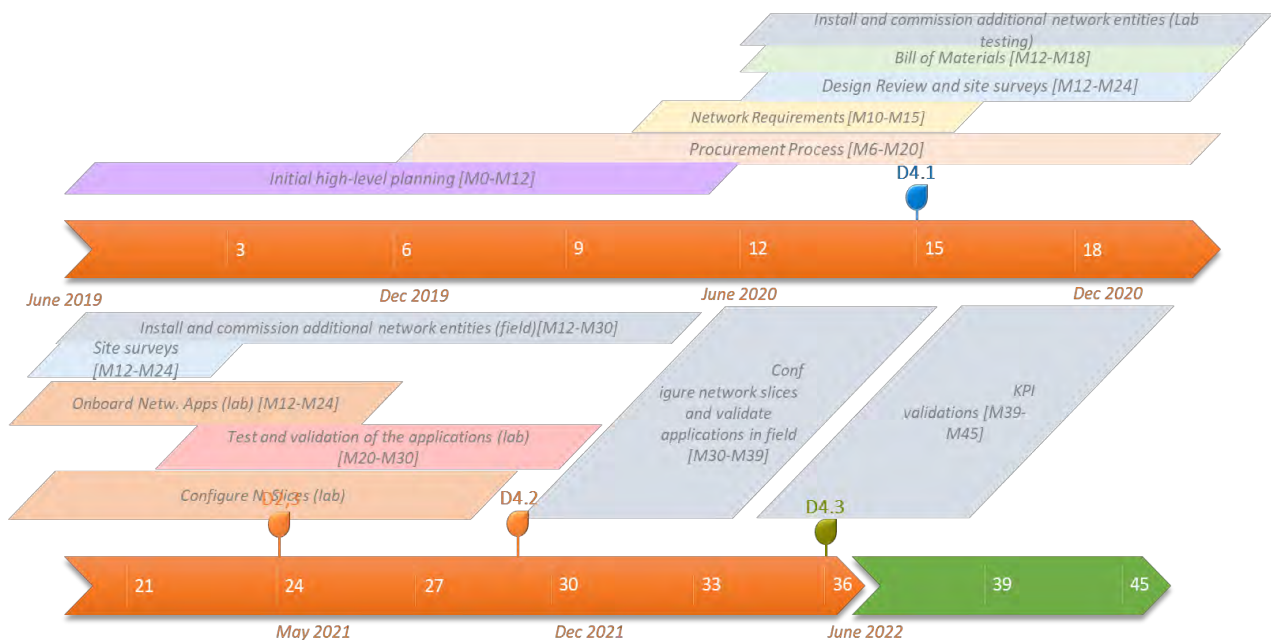 Install and commission additional network entities (Lab
testing)
Bill of Materials [M12-M18]
Design Review and site surveys [M12-M24]
Network Requirements [M10-M15]
Procurement Process [M6-M20]
Initial high-level planning [M0-M12]
D4.1
3 6 9 12 15 18
June 2019 Dec 2019 June 2020 Dec 2020
Install and commission additional network entities (field)[M12-M30]
Site surveys
[M12-M24]
Onboard Netw. Apps (lab) [M12-M24]
Test and validation of the applications (lab)
[M20-M30]
Configure N. Slices (lab)
Conf
igure network slices
and validate
applications in field
[M30-M39]
KPI
validations [M39-
M45]
D2,3 D4.2 D4.3
21 24 27 30 33 36 39 45
May 2021 Dec 2021 June 2022